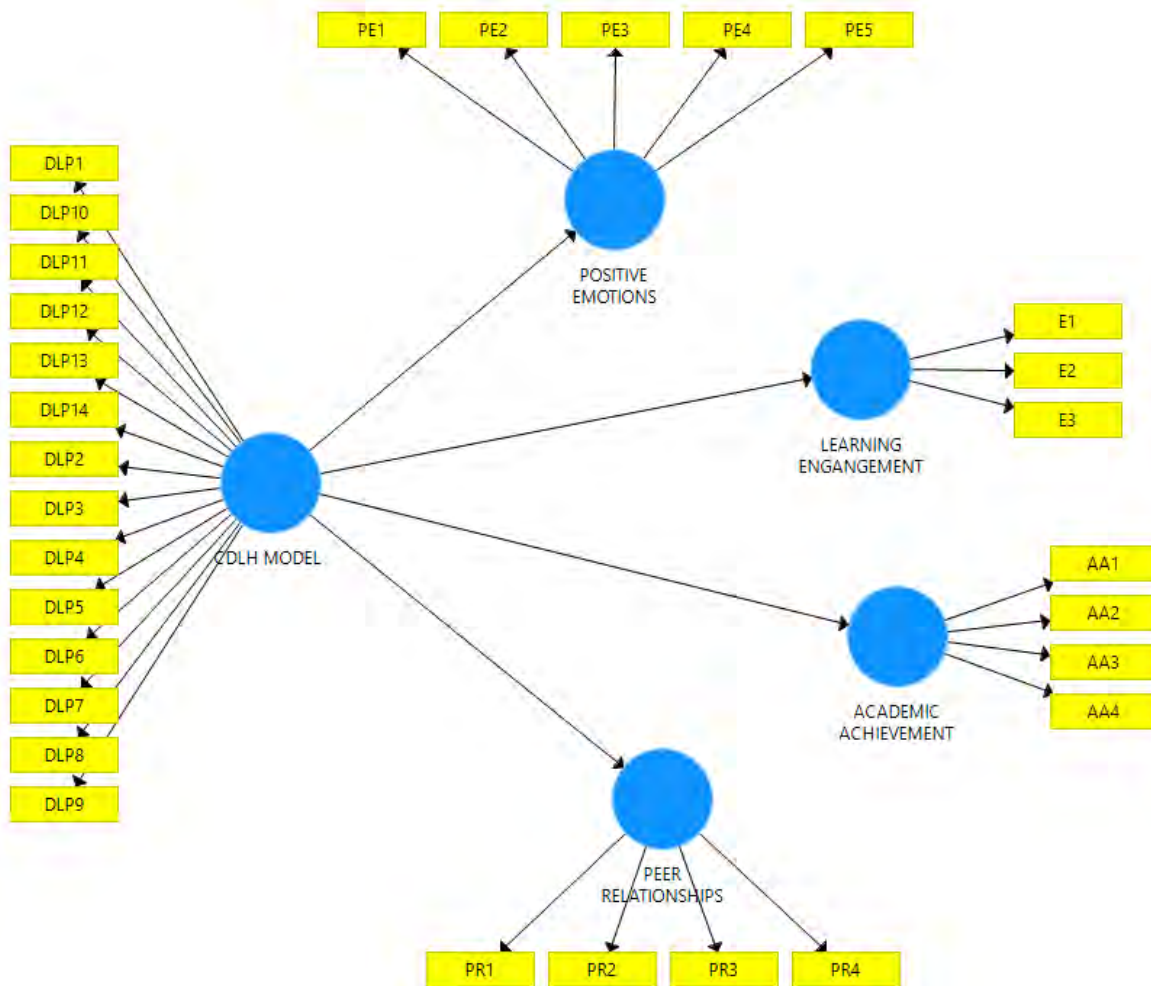 PE1
PE2
PE3
PE4
PE5
DLP1
DLP10
DLP11
DLP12
DLP13
DLP14
DLP2
DLP3
DLP4
DLP5
DLP6
DLP7
DLP8
DLP9
CDLH MODEL
POSITIVE
EMOTIONS
LEARNING
ENGANGEMENT
E1
E2
E3
ACADEMIC
ACHIEVEMENT
AA1
AA2
AA3
AA4
PEER
RELATIONSHIPS
PR1
PR2
PR3
PR4